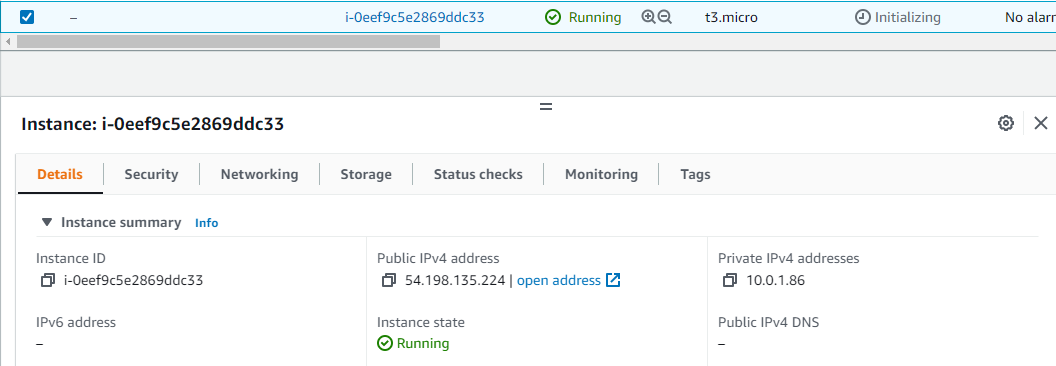 – i-0eef9c5e2869ddc33 Running t3.micro Initializing No alarr
Instance: i-0eef9c5e2869ddc33
Details Security Networking Storage Status checks Monitoring Tags
Instance summary Info
Instance ID Public IPv4 address Private IPv4 addresses
i-0eef9c5e2869ddc33 54.198.135.224 | open address 10.0.1.86
IPv6 address Instance state Public IPv4 DNS
– Running –